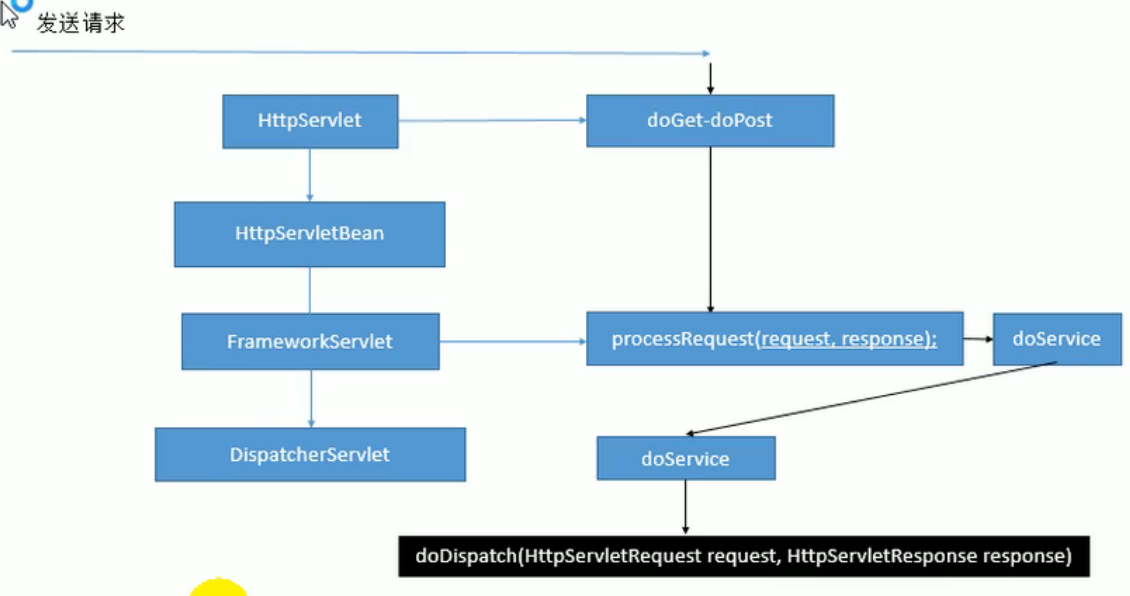 发送请求
HttpServlet
doGet-doPost
HttpServletBean
FrameworkServlet
processRequest(request, response);
doService
DispatcherServlet
doService
doDispatch(HttpServletRequest request, HttpServletResponse response)